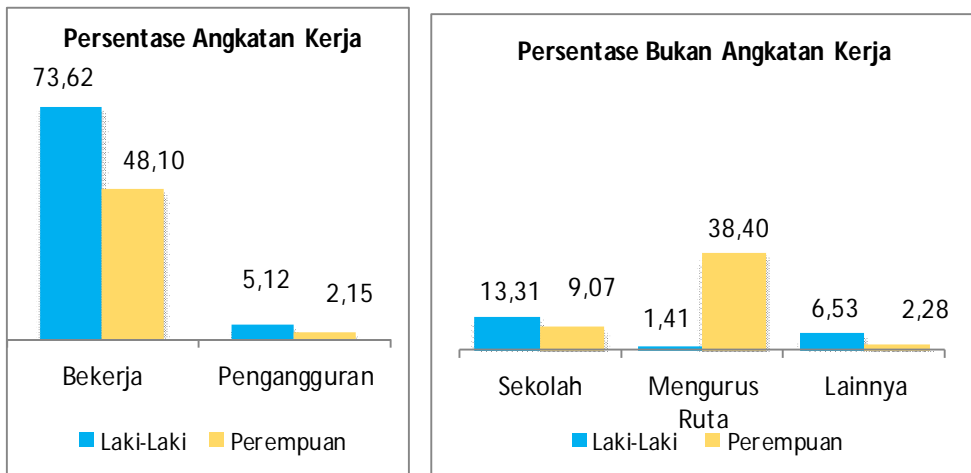 Persentase Angkatan Kerja
73,62
48,10
5,12
2,15
Bekerja
Pengangguran
Laki-Laki
Perempuan
Persentase Bukan Angkatan Kerja
13,31
9,07
1,41
38,40
6,53
2,28
Sekolah
Mengurus
Ruta
Lainnya
Laki-Laki
Perempuan